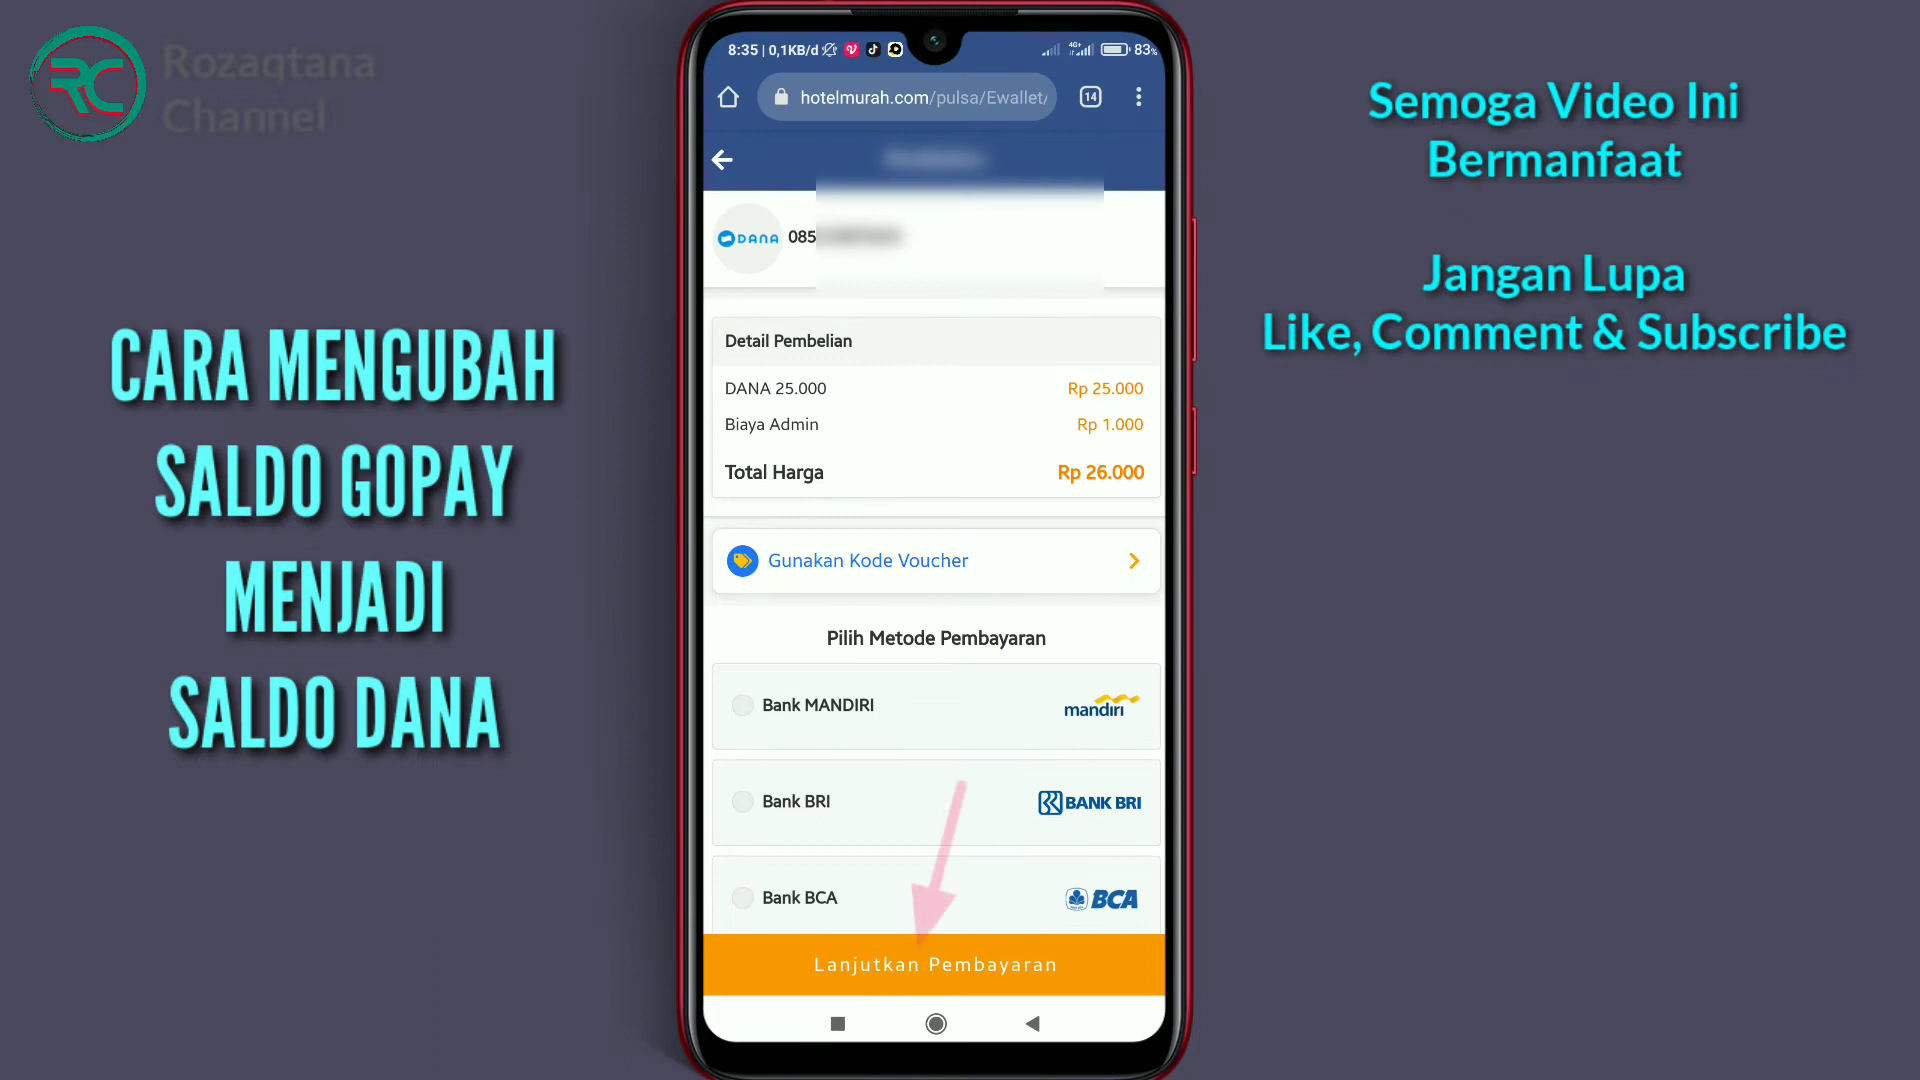 RC
Rozaqtana
Channel
CARA MENGUBAH
SALDO GOPAY
MENJADI
SALDO DANA
8:35 | 0,1KB/d
4G+
83%
hotelmurah.com/pulsa/Ewallet/
14
DANA
085
Detail Pembelian
DANA 25.000 Rp 25.000
Biaya Admin Rp 1.000
Total Harga Rp 26.000
Gunakan Kode Voucher
Pilih Metode Pembayaran
Bank MANDIRI mandiri
Bank BRI BANK BRI
Bank BCA BCA
Lanjutkan Pembayaran
Semoga Video Ini
Bermanfaat
Jangan Lupa
Like, Comment & Subscribe